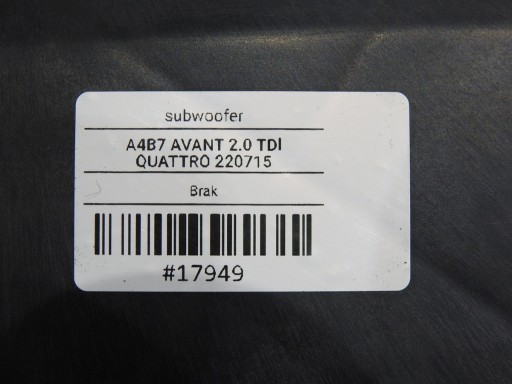 subwoofer
A4B7 AVANT 2.0 TDI
QUATTRO 220715
Brak
#17949